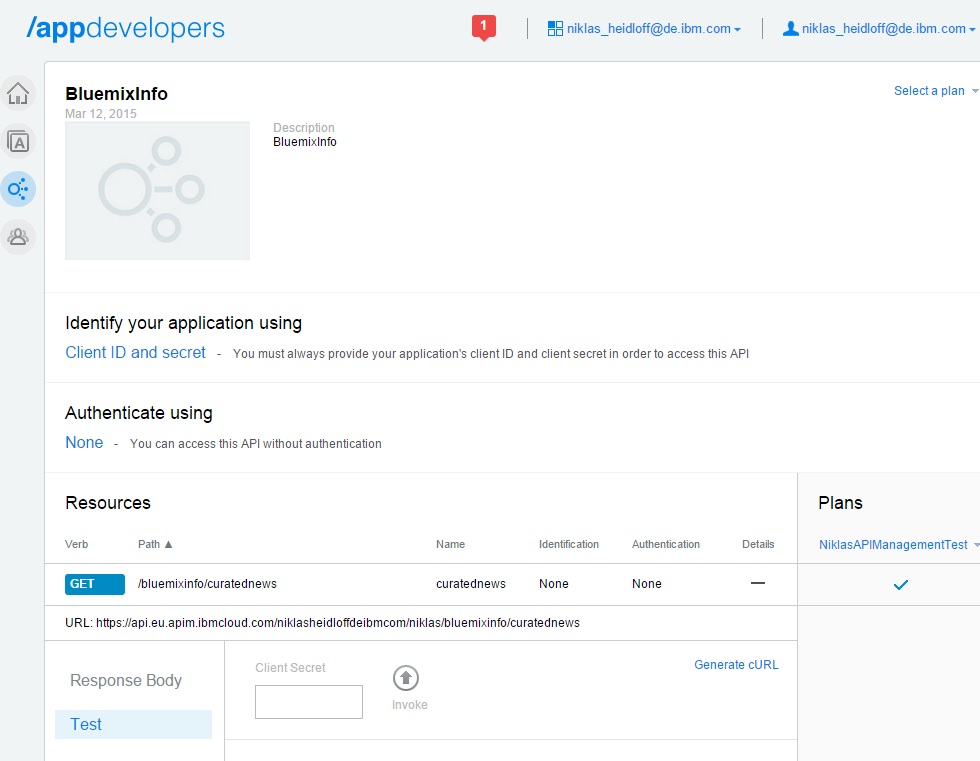 /appdevelopers
1
niklas_heidloff@de.ibm.com
niklas_heidloff@de.ibm.com
BluemixInfo
Mar 12, 2015
Select a plan
Description
BluemixInfo
A
Identify your application using
Client ID and secret - You must always provide your application's client ID and client secret in order to access this API
Authenticate using
None - You can access this API without authentication
Resources
Plans
Verb Path ▲ Name Identification Authentication Details
NiklasAPIManagementTest
GET /bluemixinfo/curatednews curatednews None None —
URL: https://api.eu.apim.ibmcloud.com/niklasheidloffdeibmcom/niklas/bluemixinfo/curatednews
Response Body
Test
Client Secret
Invoke
Generate cURL